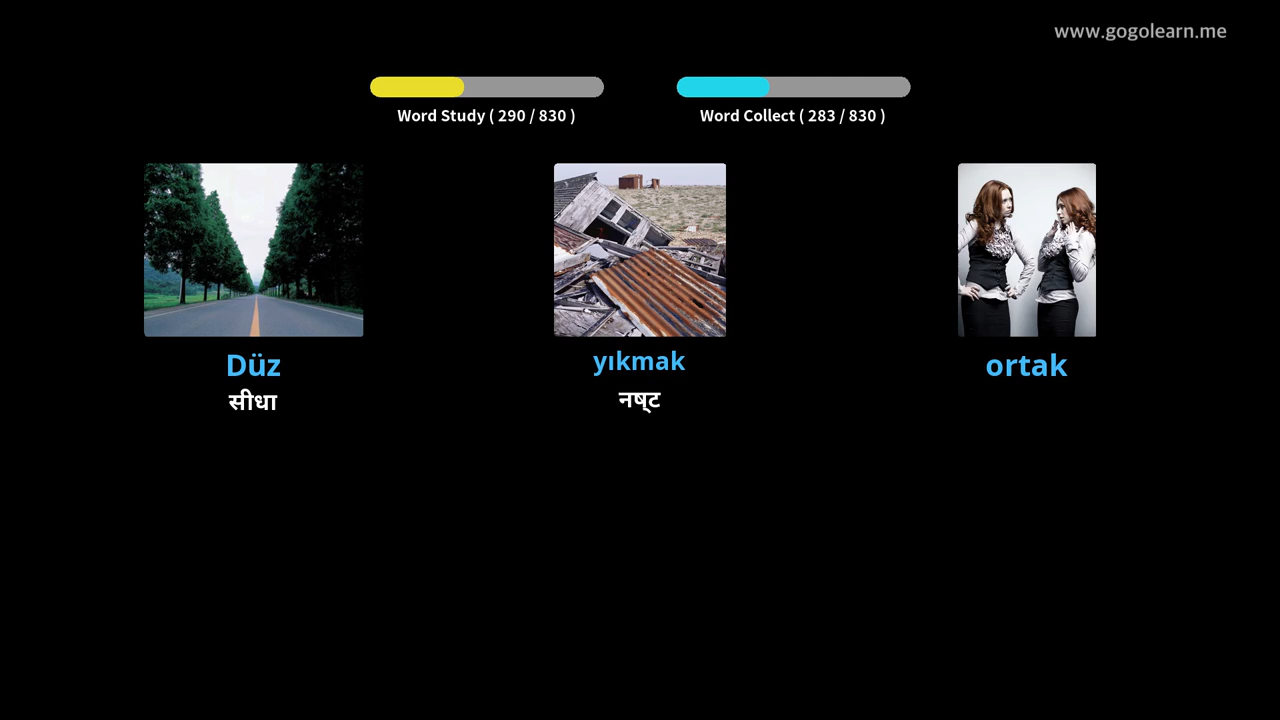 www.gogolearn.me
Word Study ( 290 / 830 )
Word Collect ( 283 / 830 )
Düz
yıkmak
ortak
सीधा
नष्ट